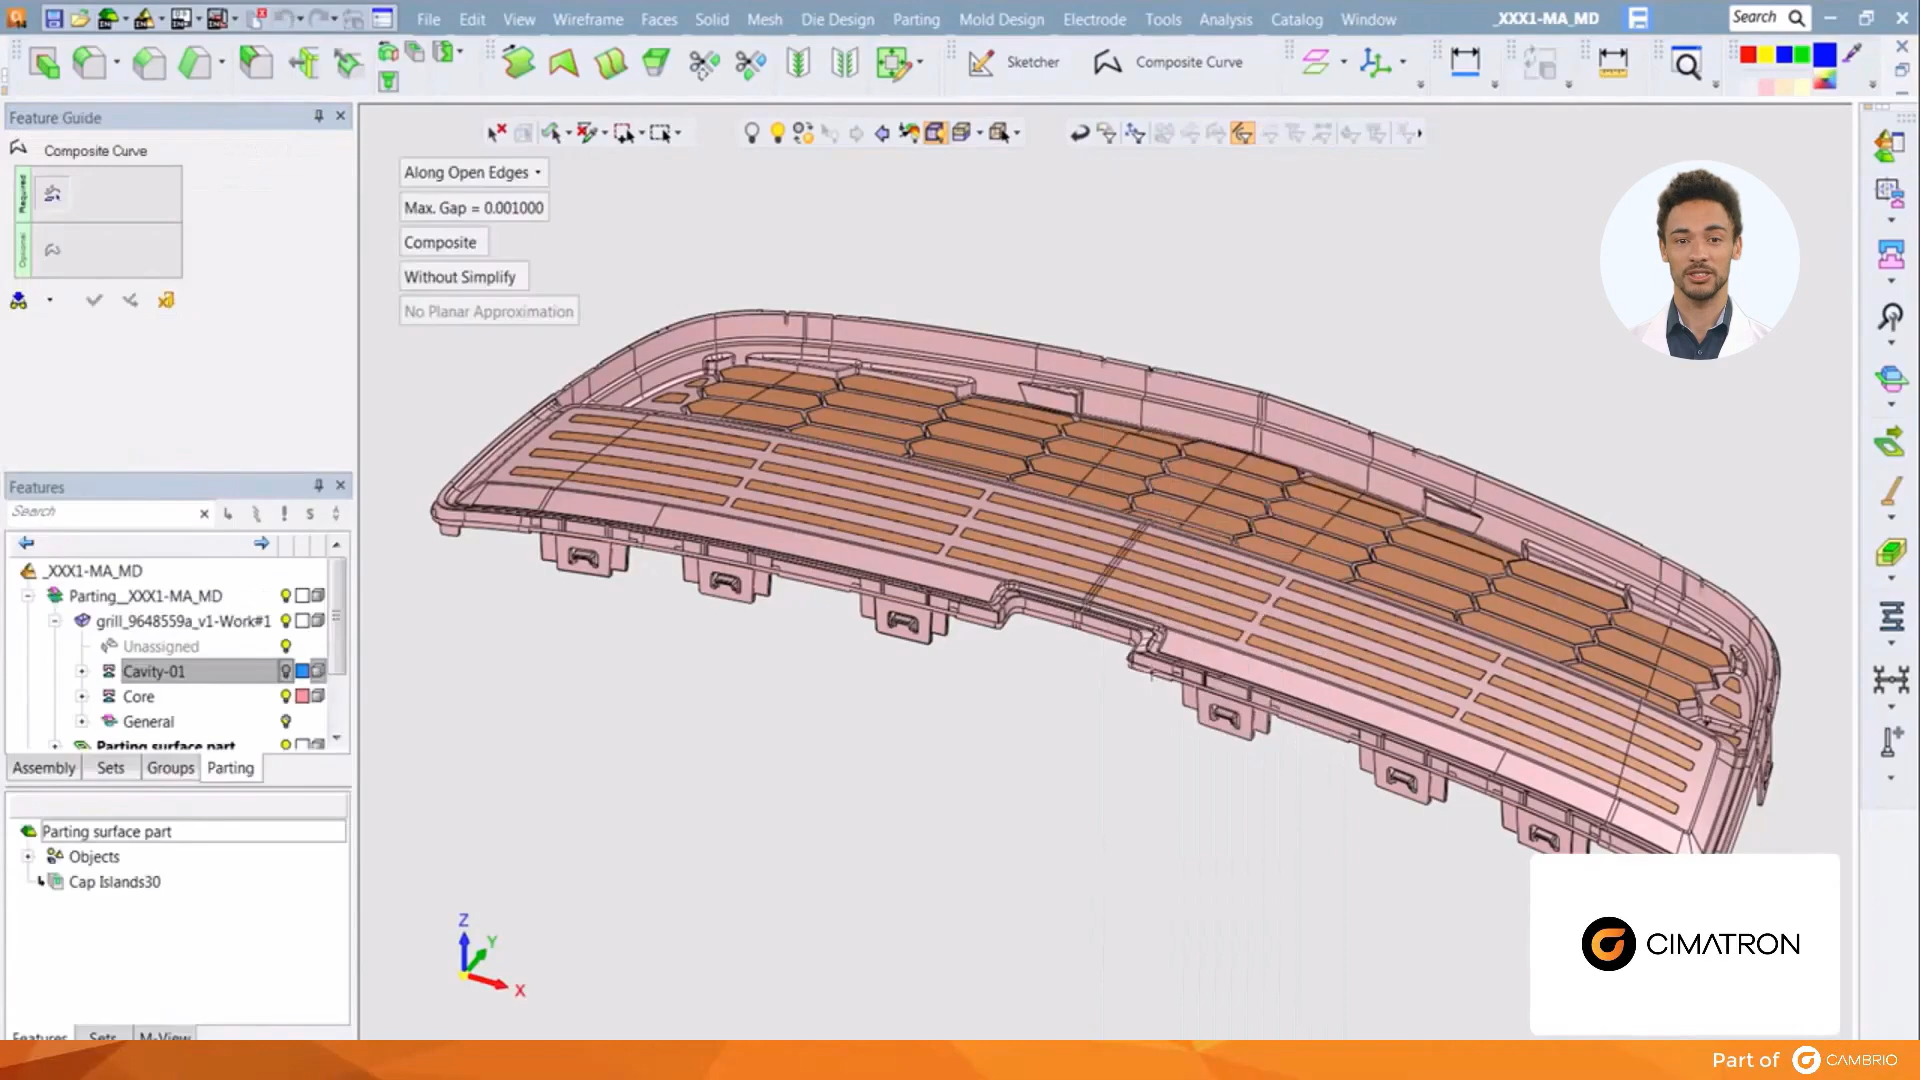 File Edit View Wireframe Faces Solid Mesh Die Design Parting Mold Design Electrode Tools Analysis Catalog Window _XXX1-MA_MD Search
Sketcher Composite Curve
Feature Guide
Composite Curve
Required
Optional
Along Open Edges
Max. Gap = 0.001000
Composite
Without Simplify
No Planar Approximation
Features
Search
_XXX1-MA_MD
Parting__XXX1-MA_MD
grill_9648559a_v1-Work#1
Unassigned
Cavity-01
Core
General
Parting surface part
Assembly Sets Groups Parting
Parting surface part
Objects
Cap Islands30
Features Sets M-View
Z
Y
X
CIMATRON
Part of CAMBRIO